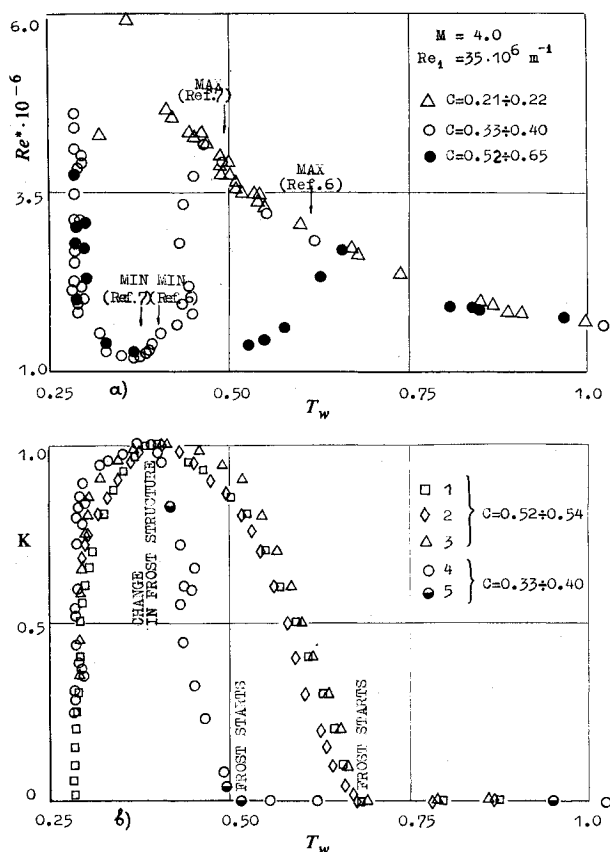 6.0
Re*·10⁻⁶
3.5
1.0
M = 4.0
Re₁ =35·10⁶ m⁻¹
△ C=0.21÷0.22
○ C=0.33÷0.40
● C=0.52÷0.65
MAX
(Ref.7)
MAX
(Ref.6)
MIN MIN
(Ref.7)(Ref.6)
0.25 0.50 0.75 1.0
a)
T_w
1.0
K
0.5
0
□ 1
◇ 2
△ 3
C=0.52÷0.54
○ 4
◒ 5
C=0.33÷0.40
CHANGE
IN FROST STRUCTURE
FROST STARTS
FROST STARTS
0.25 0.50 0.75 1.0
б)
T_w